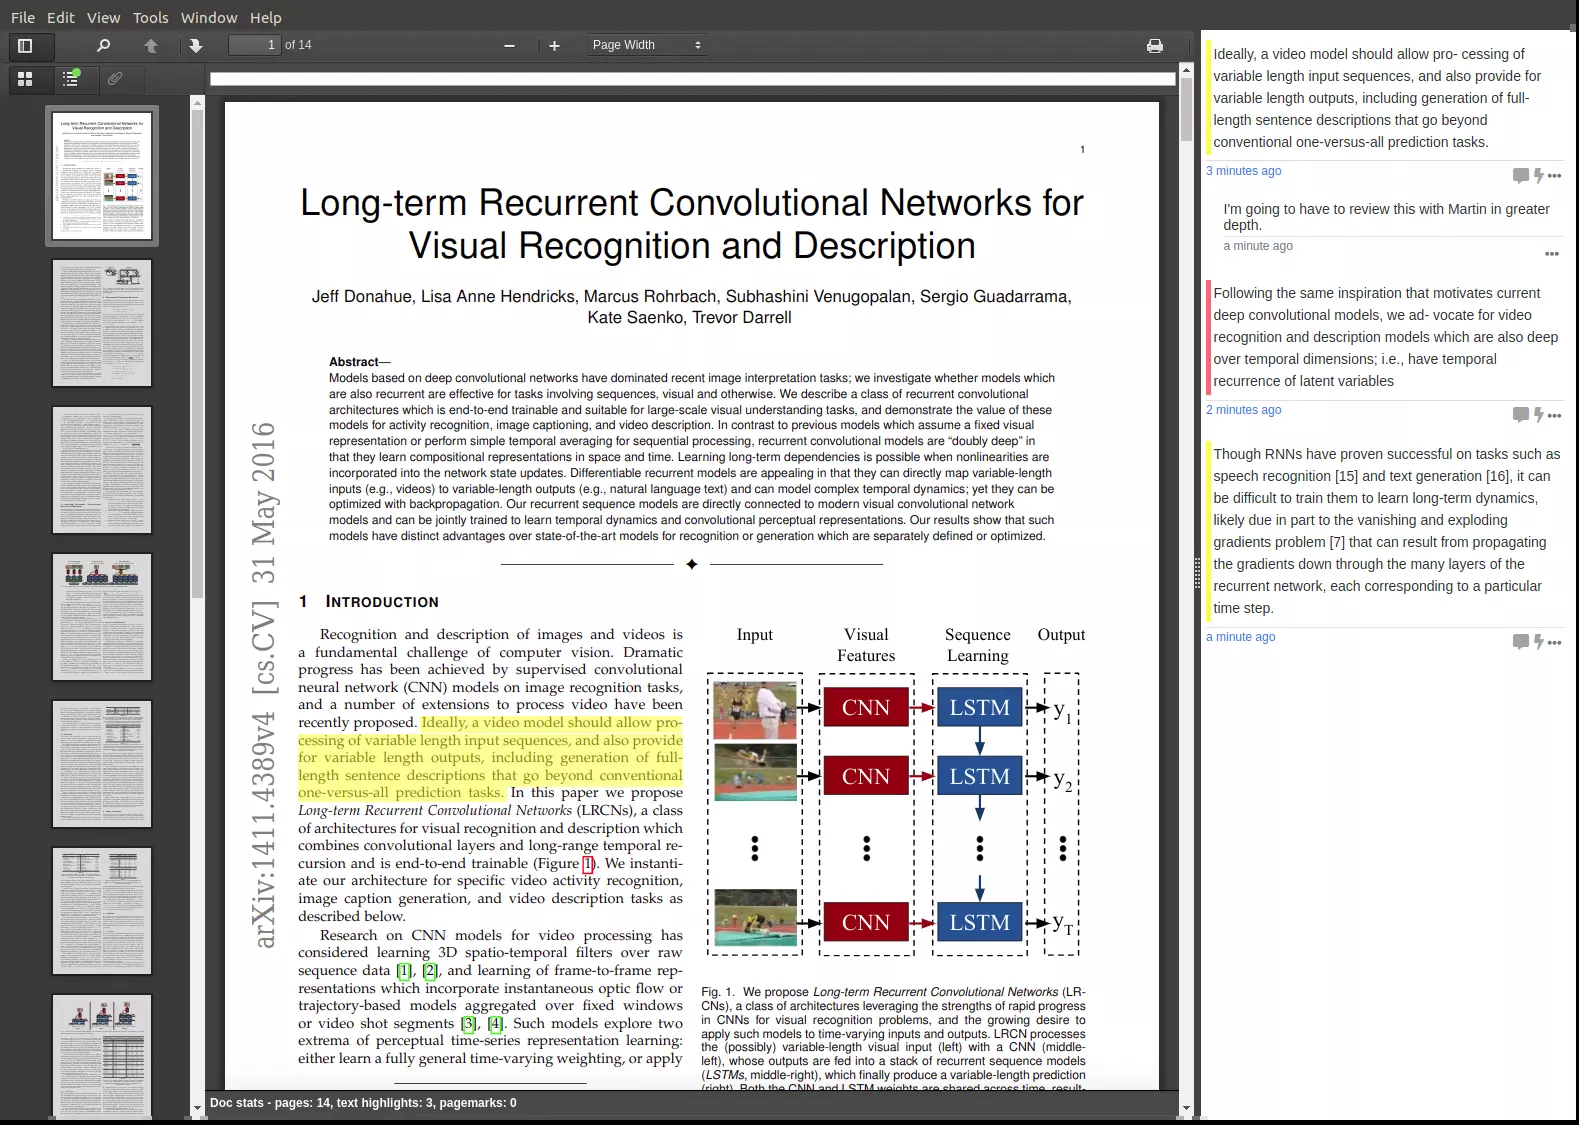 File Edit View Tools Window Help
1 of 14
Page Width
1
Long-term Recurrent Convolutional Networks for
Visual Recognition and Description
Jeff Donahue, Lisa Anne Hendricks, Marcus Rohrbach, Subhashini Venugopalan, Sergio Guadarrama,
Kate Saenko, Trevor Darrell
Abstract—
Models based on deep convolutional networks have dominated recent image interpretation tasks; we investigate whether models which
are also recurrent are effective for tasks involving sequences, visual and otherwise. We describe a class of recurrent convolutional
architectures which is end-to-end trainable and suitable for large-scale visual understanding tasks, and demonstrate the value of these
models for activity recognition, image captioning, and video description. In contrast to previous models which assume a fixed visual
representation or perform simple temporal averaging for sequential processing, recurrent convolutional models are “doubly deep” in
that they learn compositional representations in space and time. Learning long-term dependencies is possible when nonlinearities are
incorporated into the network state updates. Differentiable recurrent models are appealing in that they can directly map variable-length
inputs (e.g., videos) to variable-length outputs (e.g., natural language text) and can model complex temporal dynamics; yet they can be
optimized with backpropagation. Our recurrent sequence models are directly connected to modern visual convolutional network
models and can be jointly trained to learn temporal dynamics and convolutional perceptual representations. Our results show that such
models have distinct advantages over state-of-the-art models for recognition or generation which are separately defined or optimized.
arXiv:1411.4389v4 [cs.CV] 31 May 2016
1 INTRODUCTION
Recognition and description of images and videos is
a fundamental challenge of computer vision. Dramatic
progress has been achieved by supervised convolutional
neural network (CNN) models on image recognition tasks,
and a number of extensions to process video have been
recently proposed. Ideally, a video model should allow pro-
cessing of variable length input sequences, and also provide
for variable length outputs, including generation of full-
length sentence descriptions that go beyond conventional
one-versus-all prediction tasks. In this paper we propose
Long-term Recurrent Convolutional Networks (LRCNs), a class
of architectures for visual recognition and description which
combines convolutional layers and long-range temporal re-
cursion and is end-to-end trainable (Figure 1). We instanti-
ate our architecture for specific video activity recognition,
image caption generation, and video description tasks as
described below.
Research on CNN models for video processing has
considered learning 3D spatio-temporal filters over raw
sequence data [1], [2], and learning of frame-to-frame rep-
resentations which incorporate instantaneous optic flow or
trajectory-based models aggregated over fixed windows
or video shot segments [3], [4]. Such models explore two
extrema of perceptual time-series representation learning:
either learn a fully general time-varying weighting, or apply
Input Visual Sequence Output
Features Learning
CNN LSTM y1
CNN LSTM y2
CNN LSTM yT
Fig. 1. We propose Long-term Recurrent Convolutional Networks (LR-
CNs), a class of architectures leveraging the strengths of rapid progress
in CNNs for visual recognition problems, and the growing desire to
apply such models to time-varying inputs and outputs. LRCN processes
the (possibly) variable-length visual input (left) with a CNN (middle-
left), whose outputs are fed into a stack of recurrent sequence models
(LSTMs, middle-right), which finally produce a variable-length prediction
(right). Both the CNN and LSTM weights are shared across time, result-
Doc stats - pages: 14, text highlights: 3, pagemarks: 0
Ideally, a video model should allow pro- cessing of
variable length input sequences, and also provide for
variable length outputs, including generation of full-
length sentence descriptions that go beyond
conventional one-versus-all prediction tasks.
3 minutes ago
I'm going to have to review this with Martin in greater
depth.
a minute ago
Following the same inspiration that motivates current
deep convolutional models, we ad- vocate for video
recognition and description models which are also deep
over temporal dimensions; i.e., have temporal
recurrence of latent variables
2 minutes ago
Though RNNs have proven successful on tasks such as
speech recognition [15] and text generation [16], it can
be difficult to train them to learn long-term dynamics,
likely due in part to the vanishing and exploding
gradients problem [7] that can result from propagating
the gradients down through the many layers of the
recurrent network, each corresponding to a particular
time step.
a minute ago